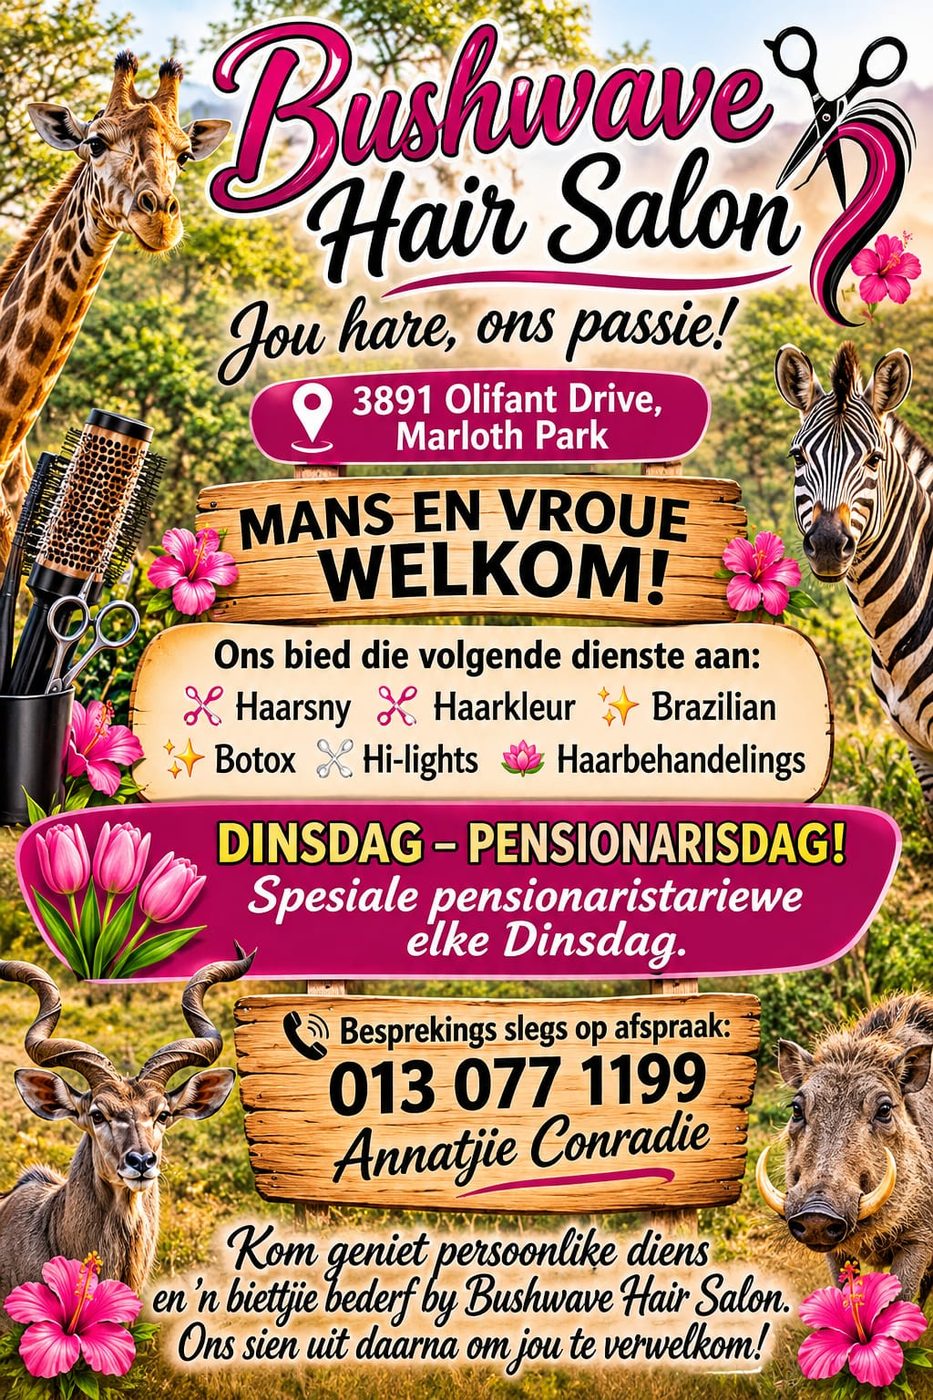 Bushwave
Hair Salon
Jou hare, ons passie!
3891 Olifant Drive,
Marloth Park
MANS EN VROUE
WELKOM!
Ons bied die volgende dienste aan:
Haarsny Haarkleur Brazilian
Botox Hi-lights Haarbehandelings
DINSDAG – PENSIONARISDAG!
Spesiale pensionaristariewe
elke Dinsdag.
Besprekings slegs op afspraak:
013 077 1199
Annatjie Conradie
Kom geniet persoonlike diens
en 'n bietjie bederf by Bushwave Hair Salon.
Ons sien uit daarna om jou te verwelkom!